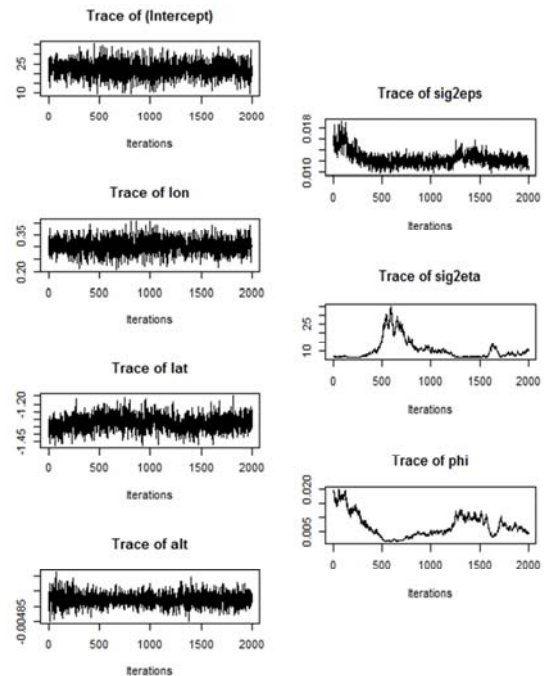 Trace of (Intercept)
25
10
0 500 1000 1500 2000
Iterations
Trace of lon
0.35
0.20
0 500 1000 1500 2000
Iterations
Trace of lat
-1.20
-1.45
0 500 1000 1500 2000
Iterations
Trace of alt
-0.00485
0 500 1000 1500 2000
Iterations
Trace of sig2eps
0.018
0.010
0 500 1000 1500 2000
Iterations
Trace of sig2eta
25
10
0 500 1000 1500 2000
Iterations
Trace of phi
0.020
0.005
0 500 1000 1500 2000
Iterations